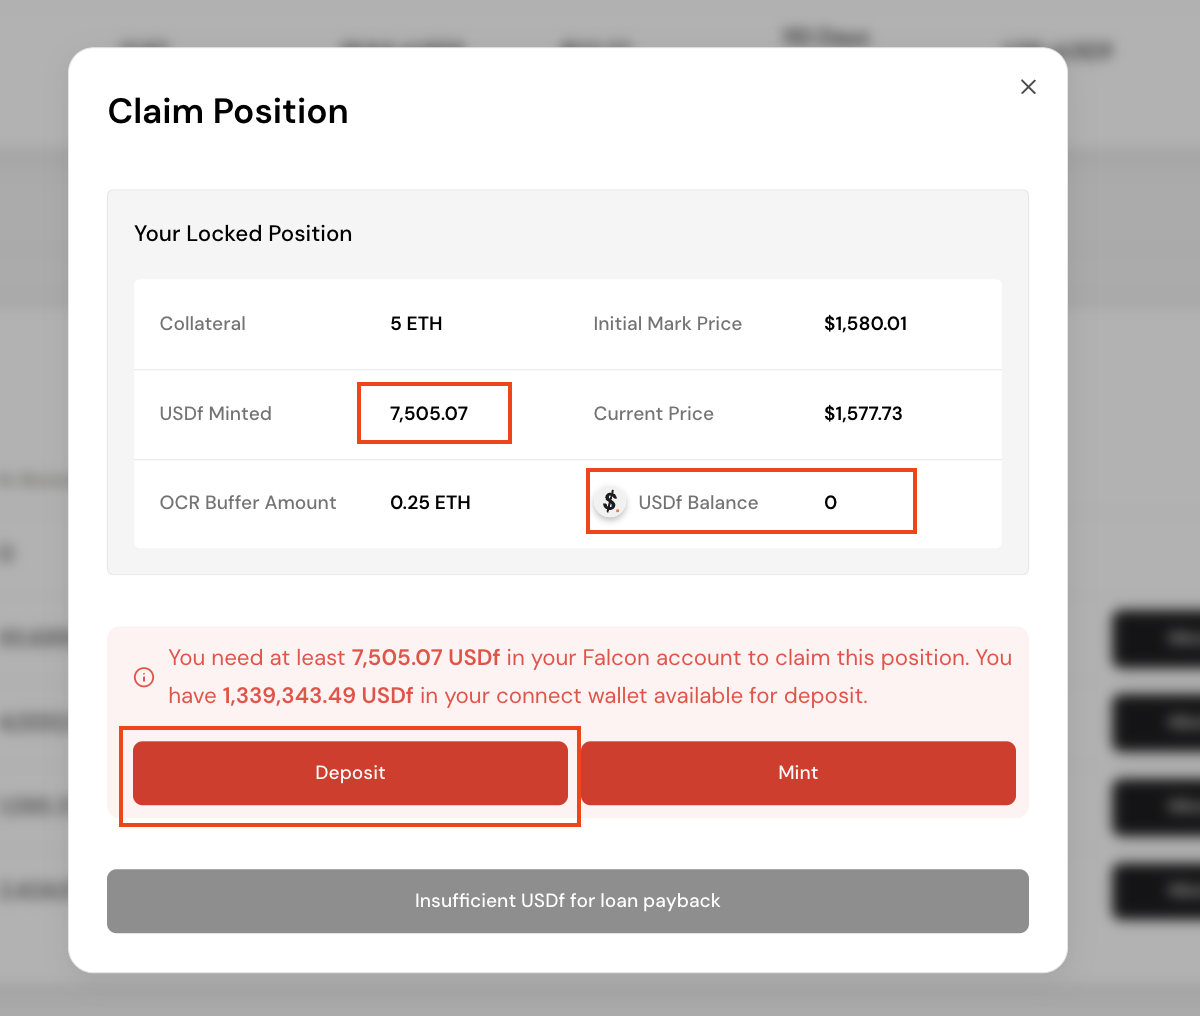 Claim Position
Your Locked Position
Collateral 5 ETH Initial Mark Price $1,580.01
USDf Minted 7,505.07 Current Price $1,577.73
OCR Buffer Amount 0.25 ETH $ USDf Balance 0
You need at least 7,505.07 USDf in your Falcon account to claim this position. You
have 1,339,343.49 USDf in your connect wallet available for deposit.
Deposit Mint
Insufficient USDf for loan payback